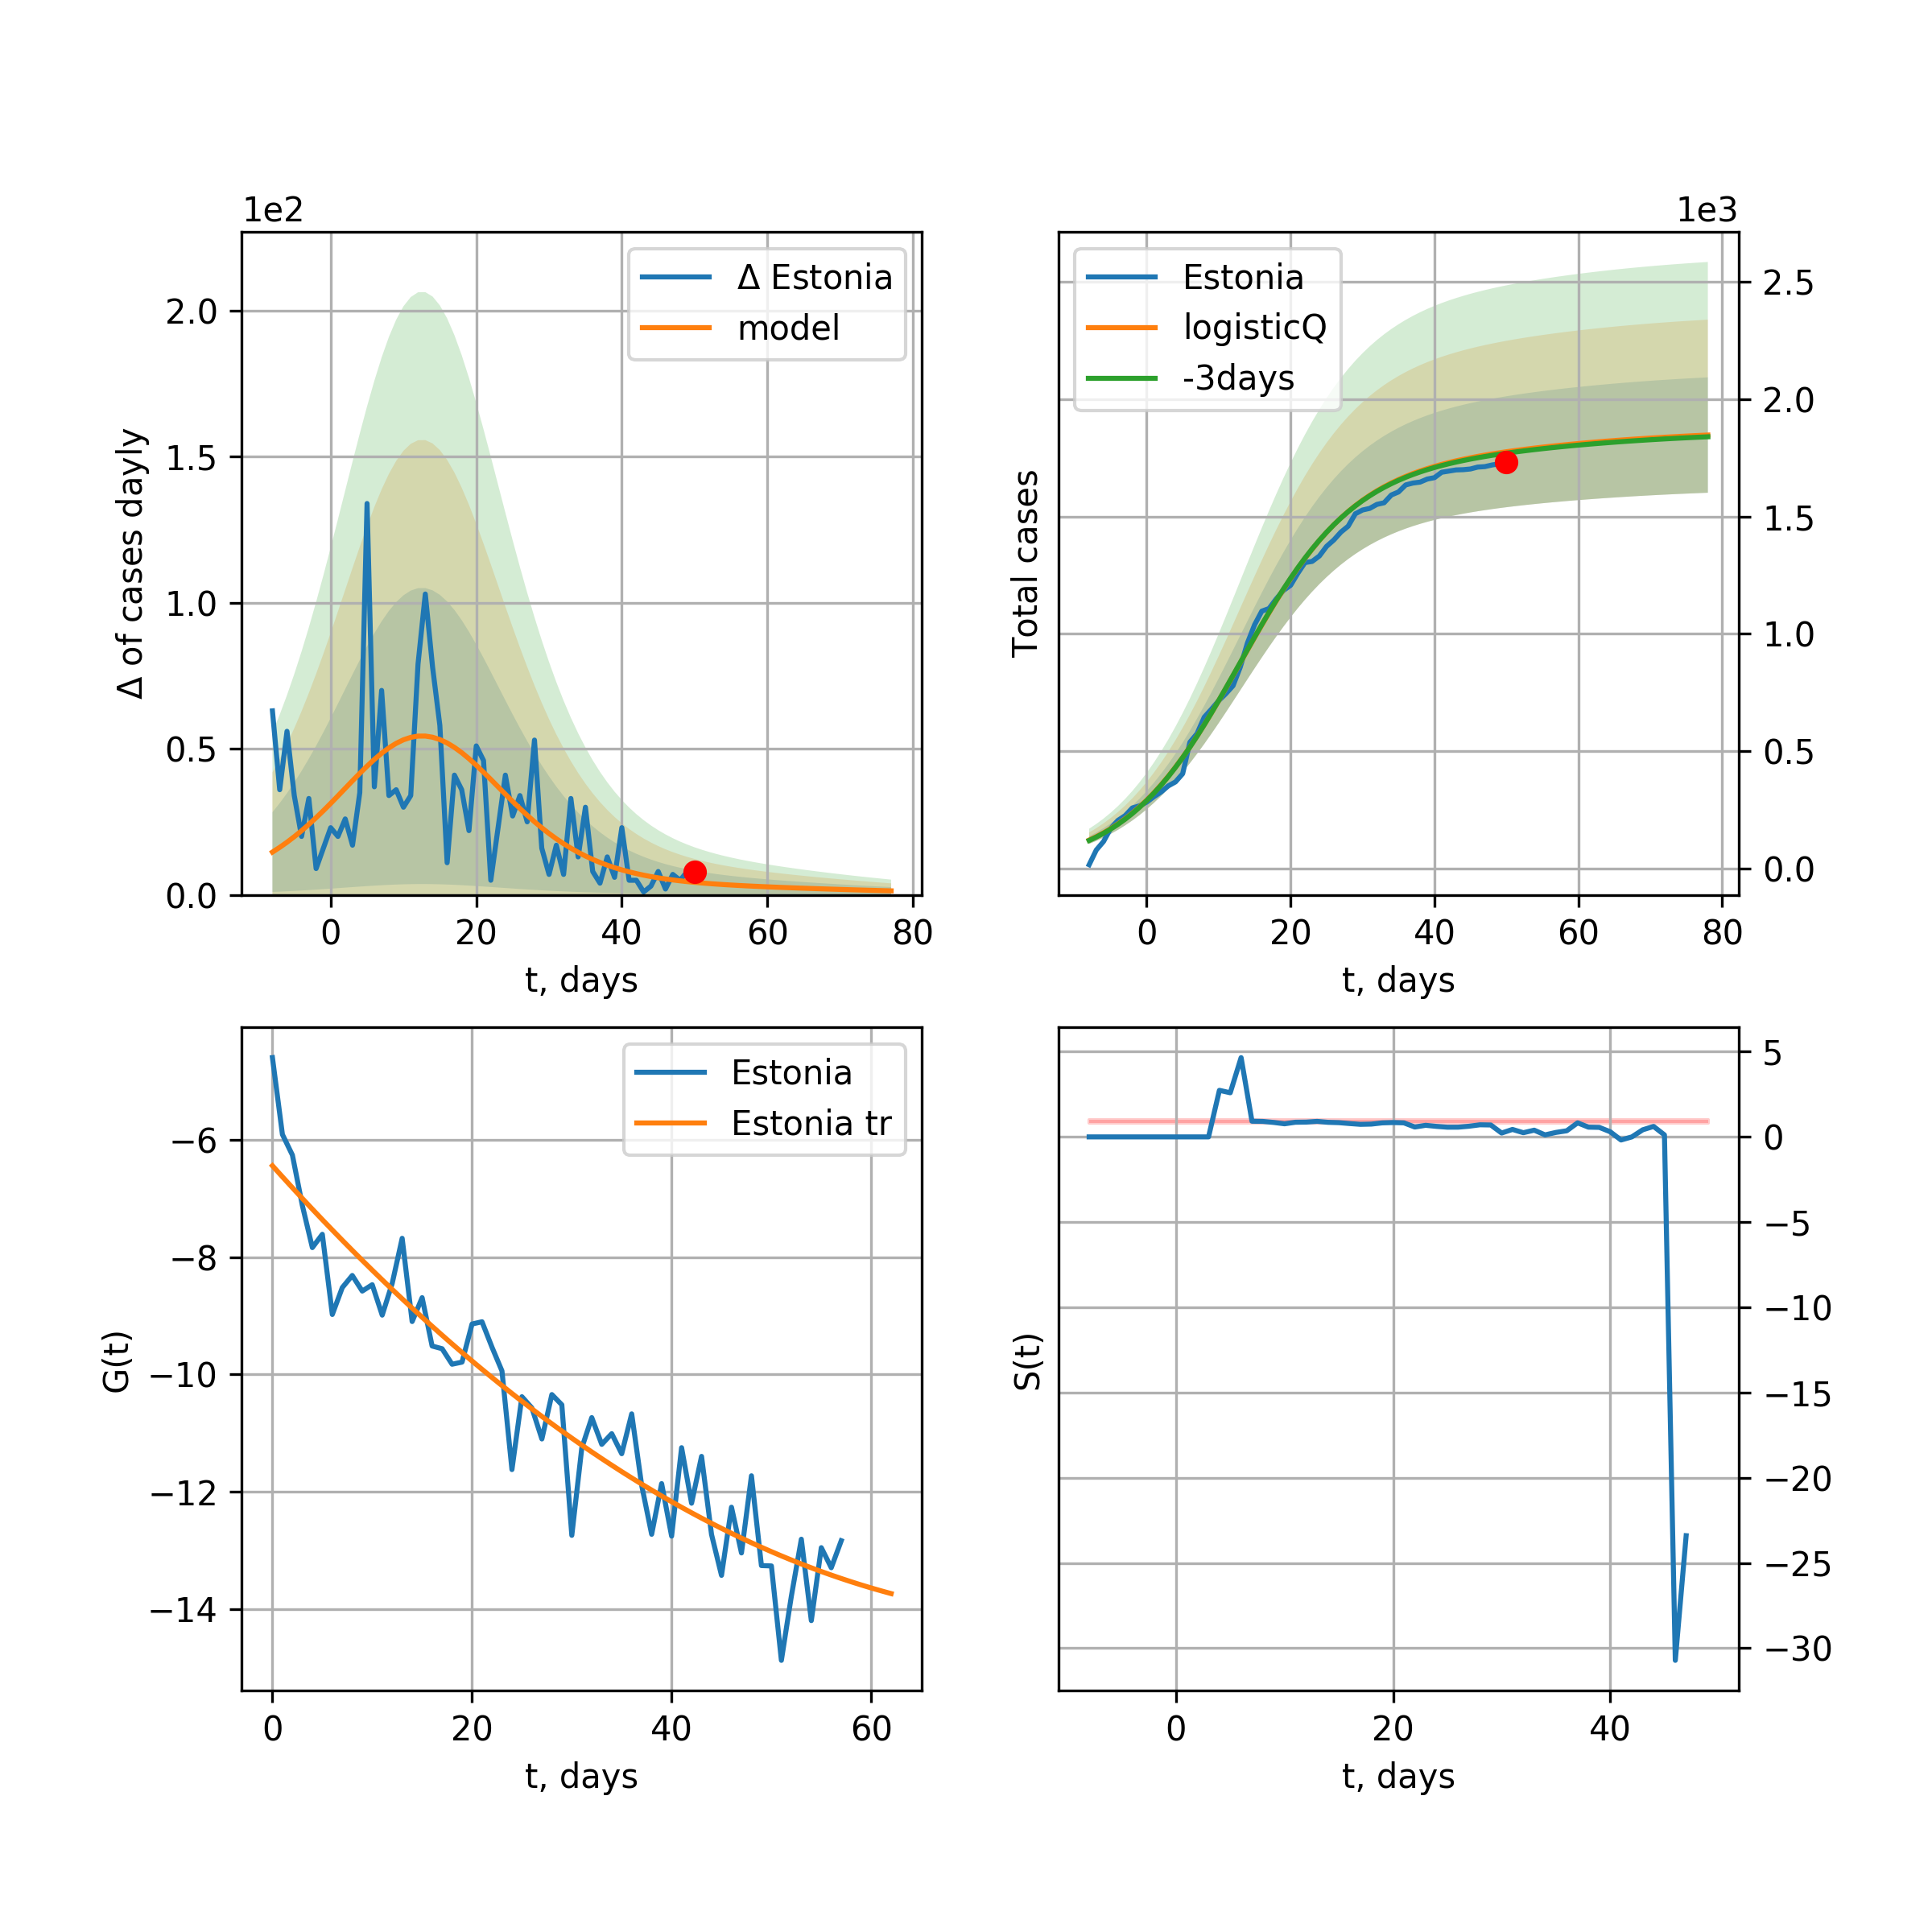 1e2
Δ of cases dayly
2.0
1.5
1.0
0.5
0.0
0 20 40 60 80
t, days
Δ Estonia
model
1e3
Total cases
2.5
2.0
1.5
1.0
0.5
0.0
0 20 40 60 80
t, days
Estonia
logisticQ
-3days
G(t)
−6
−8
−10
−12
−14
0 20 40 60
t, days
Estonia
Estonia tr
S(t)
5
0
−5
−10
−15
−20
−25
−30
0 20 40
t, days